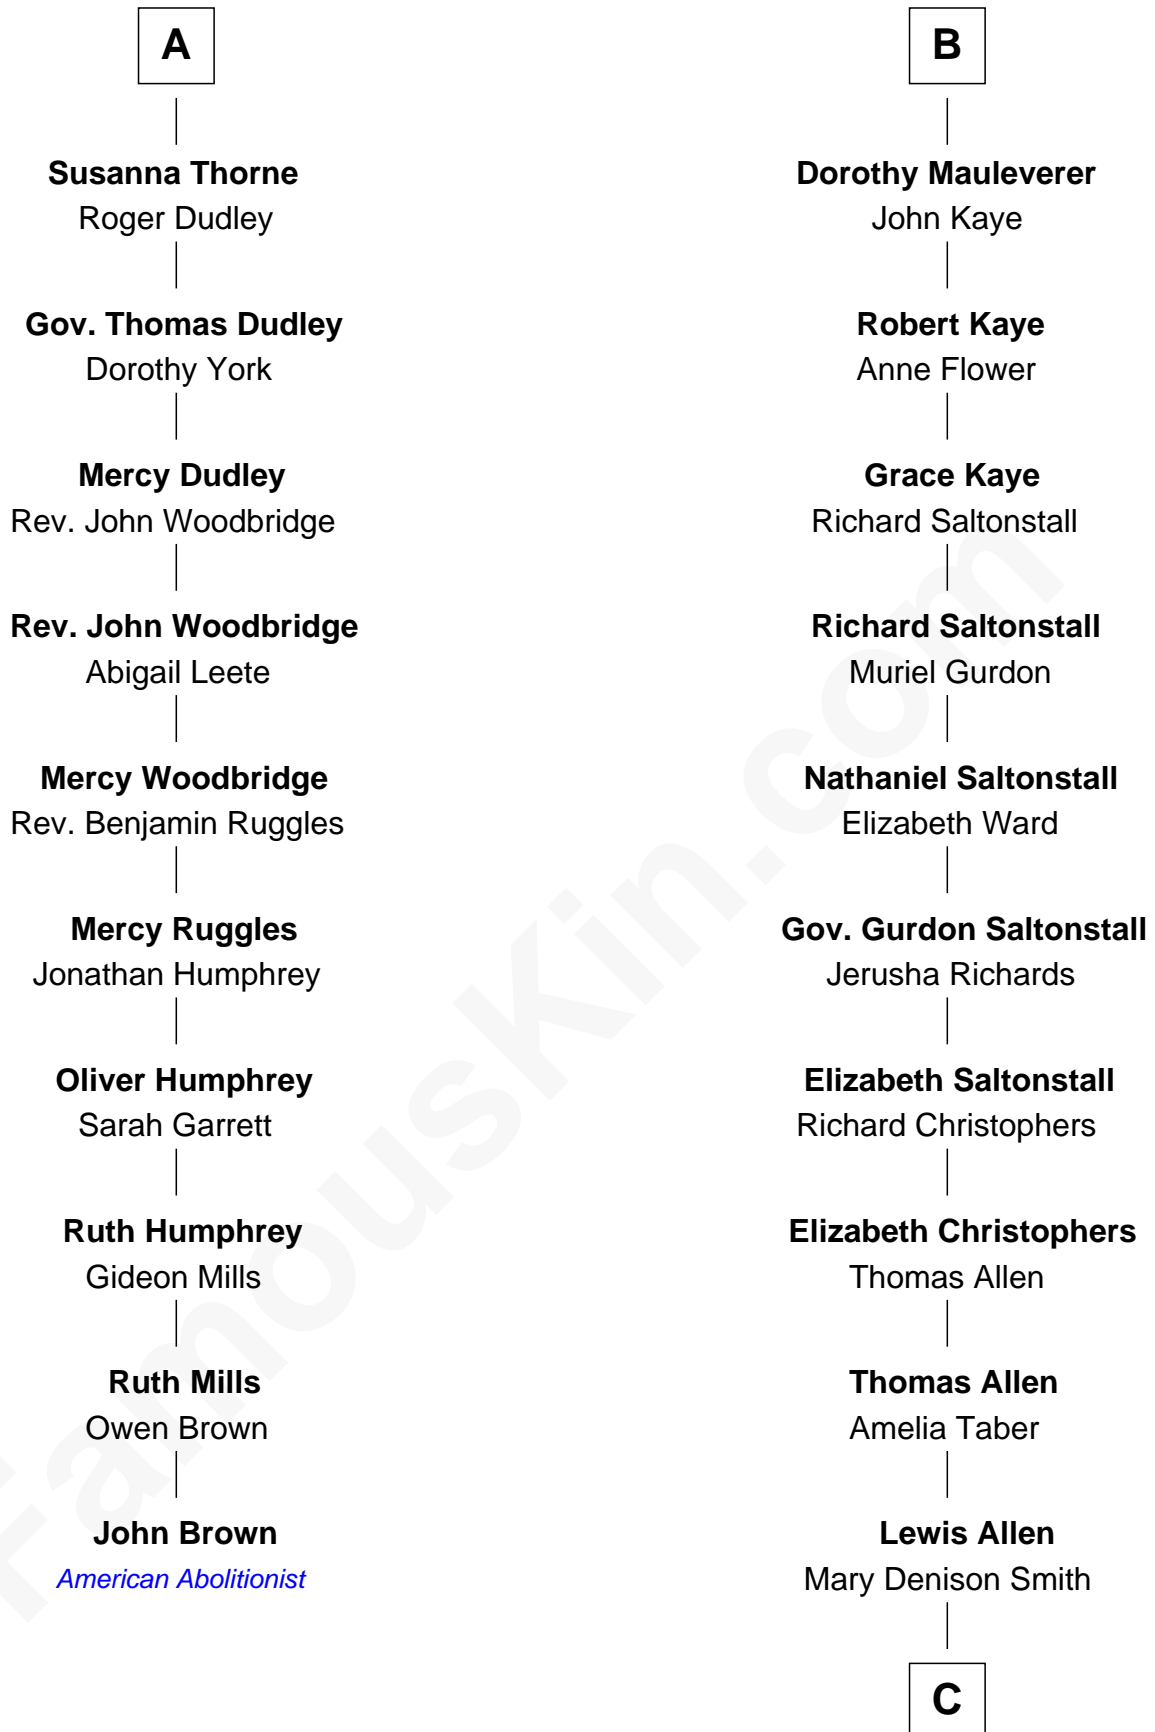 A
Susanna Thorne
Roger Dudley
Gov. Thomas Dudley
Dorothy York
Mercy Dudley
Rev. John Woodbridge
Rev. John Woodbridge
Abigail Leete
Mercy Woodbridge
Rev. Benjamin Ruggles
Mercy Ruggles
Jonathan Humphrey
Oliver Humphrey
Sarah Garrett
Ruth Humphrey
Gideon Mills
Ruth Mills
Owen Brown
John Brown
American Abolitionist
B
Dorothy Mauleverer
John Kaye
Robert Kaye
Anne Flower
Grace Kaye
Richard Saltonstall
Richard Saltonstall
Muriel Gurdon
Nathaniel Saltonstall
Elizabeth Ward
Gov. Gurdon Saltonstall
Jerusha Richards
Elizabeth Saltonstall
Richard Christophers
Elizabeth Christophers
Thomas Allen
Thomas Allen
Amelia Taber
Lewis Allen
Mary Denison Smith
C
FamousKin.com